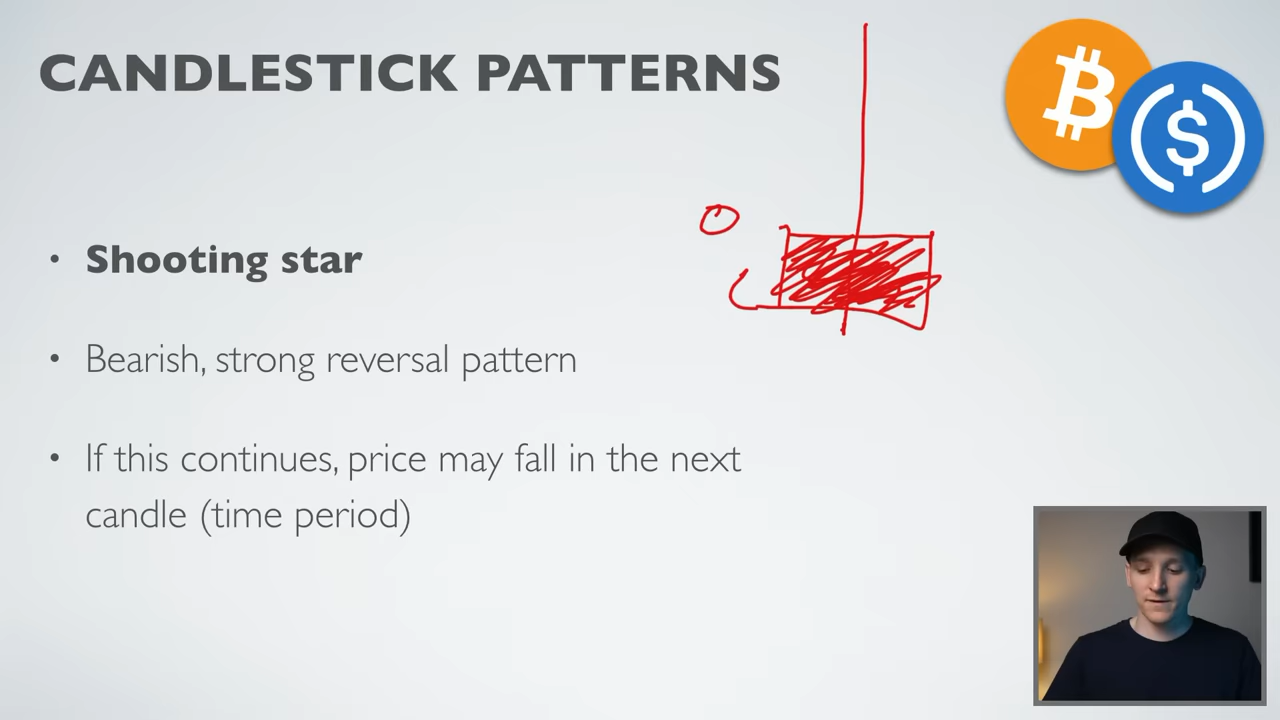 CANDLESTICK PATTERNS
• Shooting star
• Bearish, strong reversal pattern
• If this continues, price may fall in the next
candle (time period)
O
C